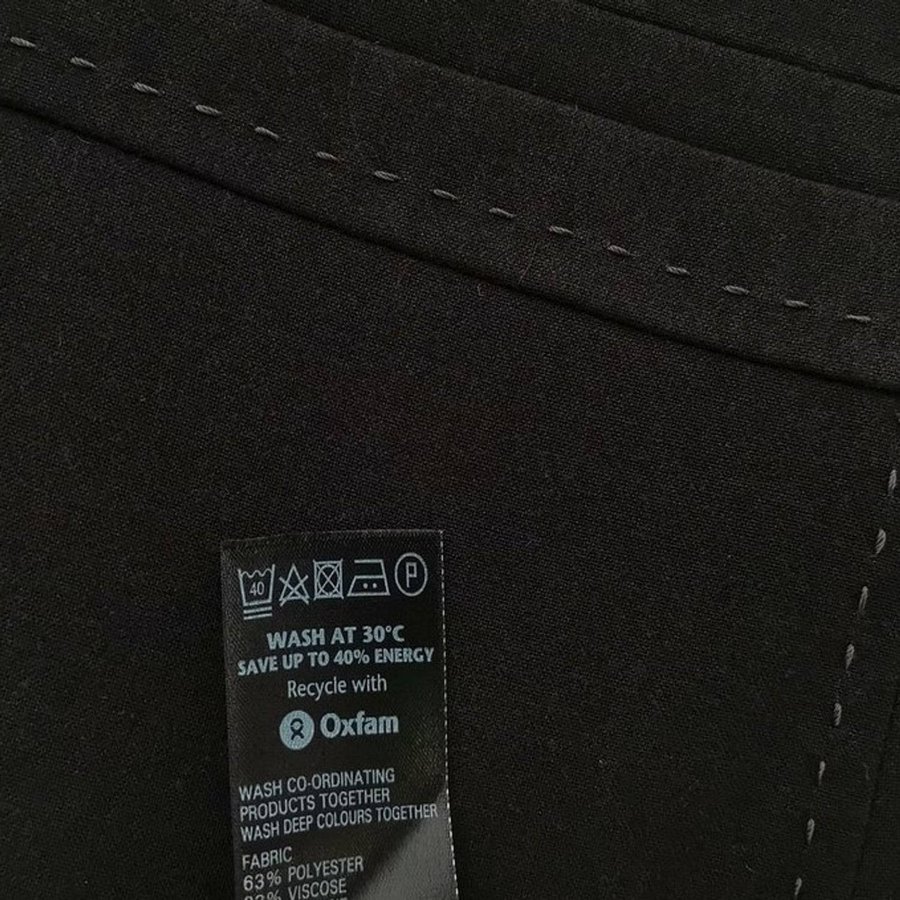 40 P
WASH AT 30°C
SAVE UP TO 40% ENERGY
Recycle with
Oxfam
WASH CO-ORDINATING
PRODUCTS TOGETHER
WASH DEEP COLOURS TOGETHER
FABRIC
63% POLYESTER
VISCOSE